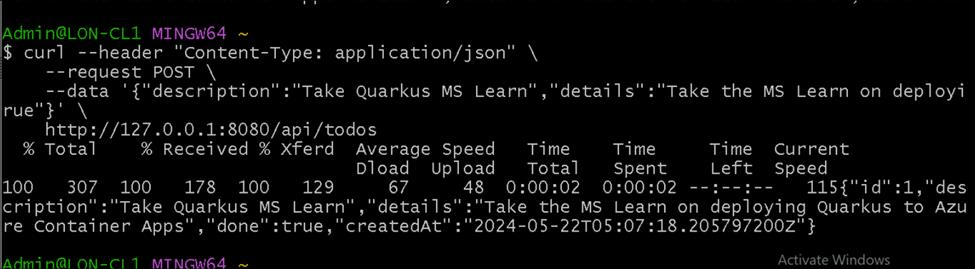 Admin@LON-CL1 MINGW64 ~
$ curl --header "Content-Type: application/json" \
    --request POST \
    --data '{"description":"Take Quarkus MS Learn","details":"Take the MS Learn on deployi
rue"}' \
    http://127.0.0.1:8080/api/todos
  % Total    % Received % Xferd  Average Speed   Time    Time     Time  Current
                                 Dload  Upload   Total   Spent    Left  Speed
100   307  100   178  100   129     67     48  0:00:02  0:00:02 --:--:--   115{"id":1,"des
cription":"Take Quarkus MS Learn","details":"Take the MS Learn on deploying Quarkus to Azu
re Container Apps","done":true,"createdAt":"2024-05-22T05:07:18.205797200Z"}
Admin@LON-CL1 MINGW64 ~
Activate Windows